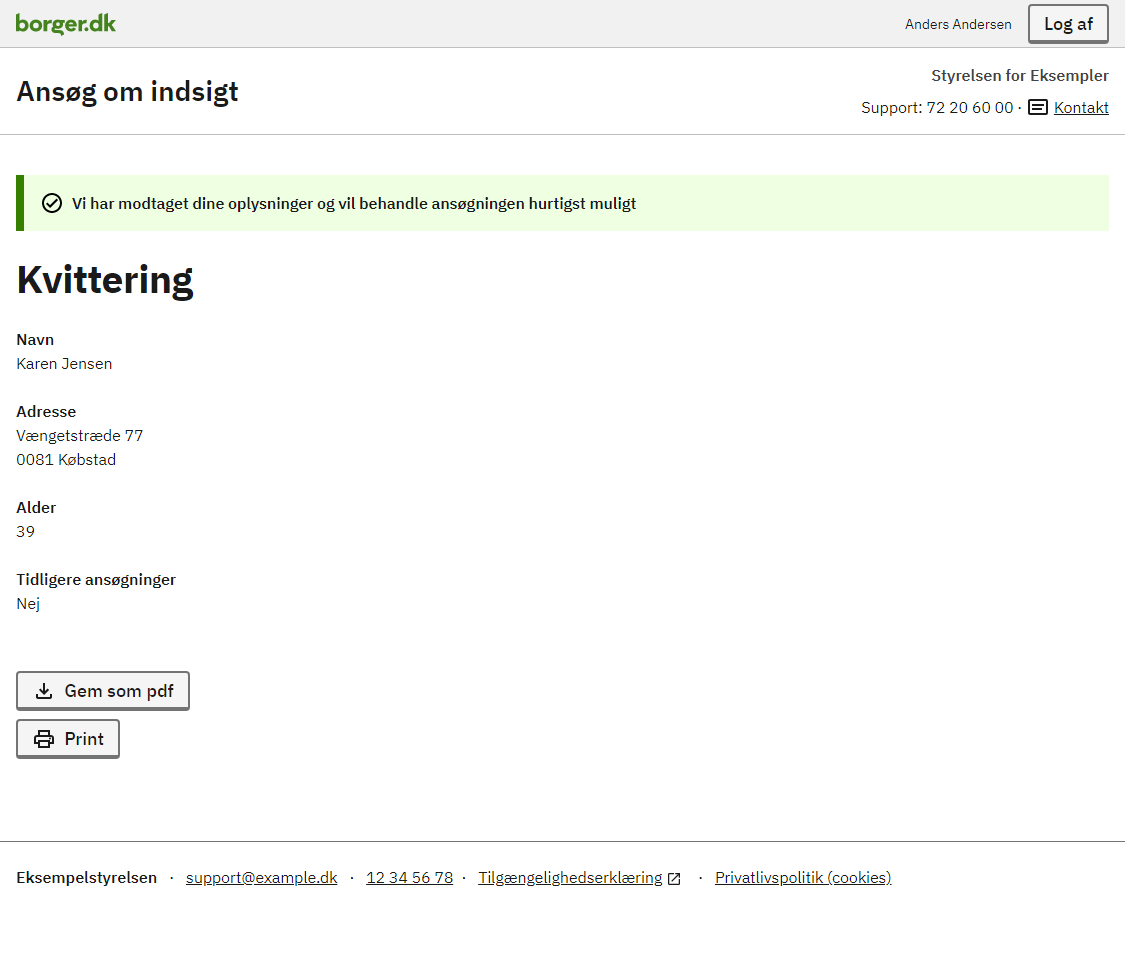 borger.dk
Anders Andersen
Log af
Ansøg om indsigt
Styrelsen for Eksempler
Support: 72 20 60 00 · Kontakt
Vi har modtaget dine oplysninger og vil behandle ansøgningen hurtigst muligt
Kvittering
Navn
Karen Jensen
Adresse
Vængetstræde 77
0081 Købstad
Alder
39
Tidligere ansøgninger
Nej
Gem som pdf
Print
Eksempelstyrelsen · support@example.dk · 12 34 56 78 · Tilgængelighedserklæring · Privatlivspolitik (cookies)